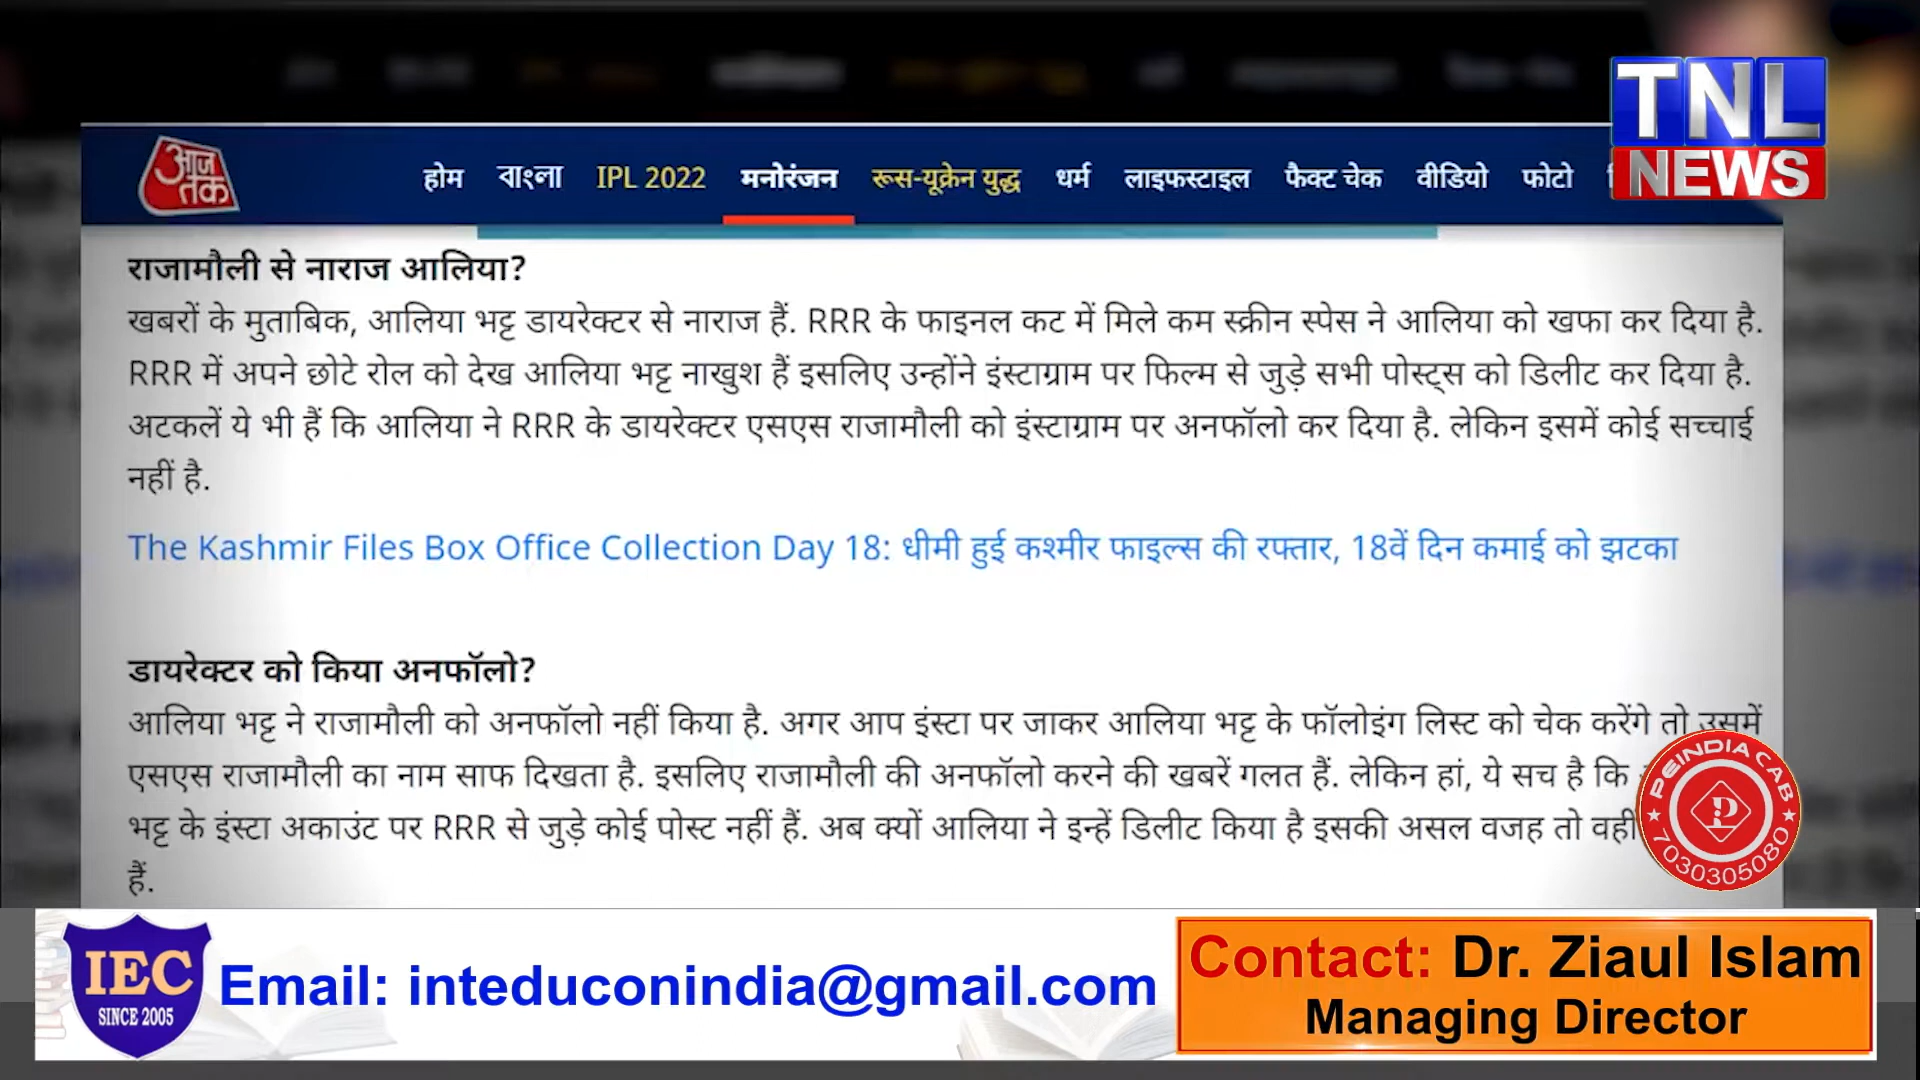 TNL
NEWS
आज
तक
होम বাংলা IPL 2022 मनोरंजन रूस-यूक्रेन युद्ध धर्म लाइफस्टाइल फैक्ट चेक वीडियो फोटो
राजामौली से नाराज आलिया?
खबरों के मुताबिक, आलिया भट्ट डायरेक्टर से नाराज हैं. RRR के फाइनल कट में मिले कम स्क्रीन स्पेस ने आलिया को खफा कर दिया है.
RRR में अपने छोटे रोल को देख आलिया भट्ट नाखुश हैं इसलिए उन्होंने इंस्टाग्राम पर फिल्म से जुड़े सभी पोस्ट्स को डिलीट कर दिया है.
अटकलें ये भी हैं कि आलिया ने RRR के डायरेक्टर एसएस राजामौली को इंस्टाग्राम पर अनफॉलो कर दिया है. लेकिन इसमें कोई सच्चाई
नहीं है.
The Kashmir Files Box Office Collection Day 18: धीमी हुई कश्मीर फाइल्स की रफ्तार, 18वें दिन कमाई को झटका
डायरेक्टर को किया अनफॉलो?
आलिया भट्ट ने राजामौली को अनफॉलो नहीं किया है. अगर आप इंस्टा पर जाकर आलिया भट्ट के फॉलोइंग लिस्ट को चेक करेंगे तो उसमें
एसएस राजामौली का नाम साफ दिखता है. इसलिए राजामौली की अनफॉलो करने की खबरें गलत हैं. लेकिन हां, ये सच है कि
भट्ट के इंस्टा अकाउंट पर RRR से जुड़े कोई पोस्ट नहीं हैं. अब क्यों आलिया ने इन्हें डिलीट किया है इसकी असल वजह तो वही
हैं.
PEINDIA CAB
7030305080
IEC
SINCE 2005
Email: inteduconindia@gmail.com
Contact: Dr. Ziaul Islam
Managing Director